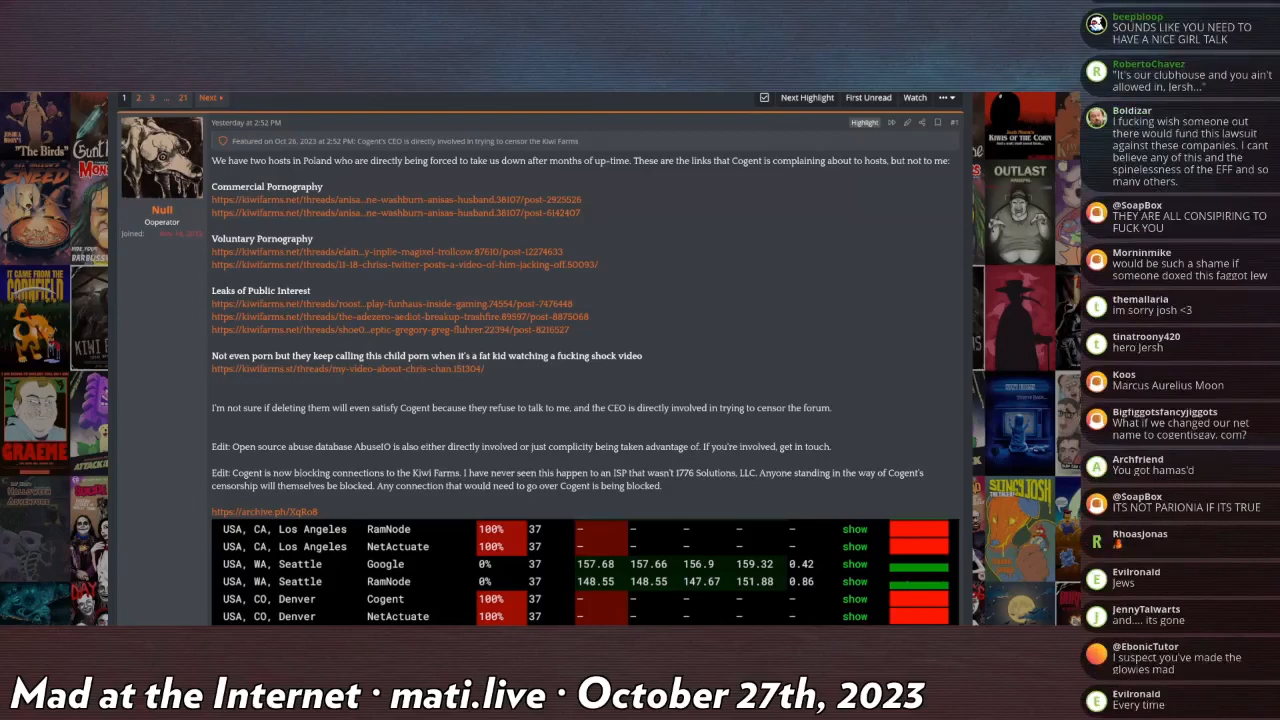 1 2 3 ... 21 Next
Next Highlight First Unread Watch
Yesterday at 2:52 PM
Highlight #1
Featured on Oct 26, 2023 at 2:52 PM: Cogent's CEO is directly involved in trying to censor the Kiwi Farms
Null
Ooperator
Joined: Nov 14, 2012
We have two hosts in Poland who are directly being forced to take us down after months of up-time. These are the links that Cogent is complaining about to hosts, but not to me:
Commercial Pornography
https://kiwifarms.net/threads/anisa...ne-washburn-anisas-husband.38107/post-2925526
https://kiwifarms.net/threads/anisa...ne-washburn-anisas-husband.38107/post-6142407
Voluntary Pornography
https://kiwifarms.net/threads/elain...y-inplie-magixel-trollcow.87610/post-12274633
https://kiwifarms.net/threads/11-18-chriss-twitter-posts-a-video-of-him-jacking-off.50093/
Leaks of Public Interest
https://kiwifarms.net/threads/roost...play-funhaus-inside-gaming.74554/post-7476448
https://kiwifarms.net/threads/the-adezero-aediot-breakup-trashfire.89597/post-8875068
https://kiwifarms.net/threads/shoe0...eptic-gregory-greg-fluhrer.22394/post-8216527
Not even porn but they keep calling this child porn when it's a fat kid watching a fucking shock video
https://kiwifarms.st/threads/my-video-about-chris-chan.151304/
I'm not sure if deleting them will even satisfy Cogent because they refuse to talk to me, and the CEO is directly involved in trying to censor the forum.
Edit: Open source abuse database AbuseIO is also either directly involved or just complicity being taken advantage of. If you're involved, get in touch.
Edit: Cogent is now blocking connections to the Kiwi Farms. I have never seen this happen to an ISP that wasn't 1776 Solutions, LLC. Anyone standing in the way of Cogent's
censorship will themselves be blocked. Any connection that would need to go over Cogent is being blocked.
https://archive.ph/XqRo8
USA, CA, Los Angeles RamNode 100% 37 – – – – – show
USA, CA, Los Angeles NetActuate 100% 37 – – – – – show
USA, WA, Seattle Google 0% 37 157.68 157.66 156.9 159.32 0.42 show
USA, WA, Seattle RamNode 0% 37 148.55 148.55 147.67 151.88 0.86 show
USA, CO, Denver Cogent 100% 37 – – – – – show
USA, CO, Denver NetActuate 100% 37 – – – – – show
"The Birds"
SPEED
IT CAME FROM THE
CORNFIELD
GRAEME
KIWIS OF THE CORN
OUTLAST
SLINGIN JOSH
beepbloop
SOUNDS LIKE YOU NEED TO
HAVE A NICE GIRL TALK
RobertoChavez
"It's our clubhouse and you ain't
allowed in, Jersh..."
Boldizar
I fucking wish someone out
there would fund this lawsuit
against these companies. I cant
believe any of this and the
spinelessness of the EFF and so
many others.
@SoapBox
THEY ARE ALL CONSPIRING TO
FUCK YOU
Morninmike
would be such a shame if
someone doxed this faggot Jew
themallaria
im sorry josh <3
tinatroony420
hero Jersh
Koos
Marcus Aurelius Moon
Bigfiggotsfancyjiggots
What if we changed our net
name to cogentisgay. com?
Archfriend
You got hamas'd
@SoapBox
ITS NOT PARIONIA IF ITS TRUE
RhoasJonas
Evilronald
Jews
JennyTalwarts
and.... its gone
@EbonicTutor
I suspect you've made the
glowies mad
Evilronald
Every time
Mad at the Internet · mati.live · October 27th, 2023